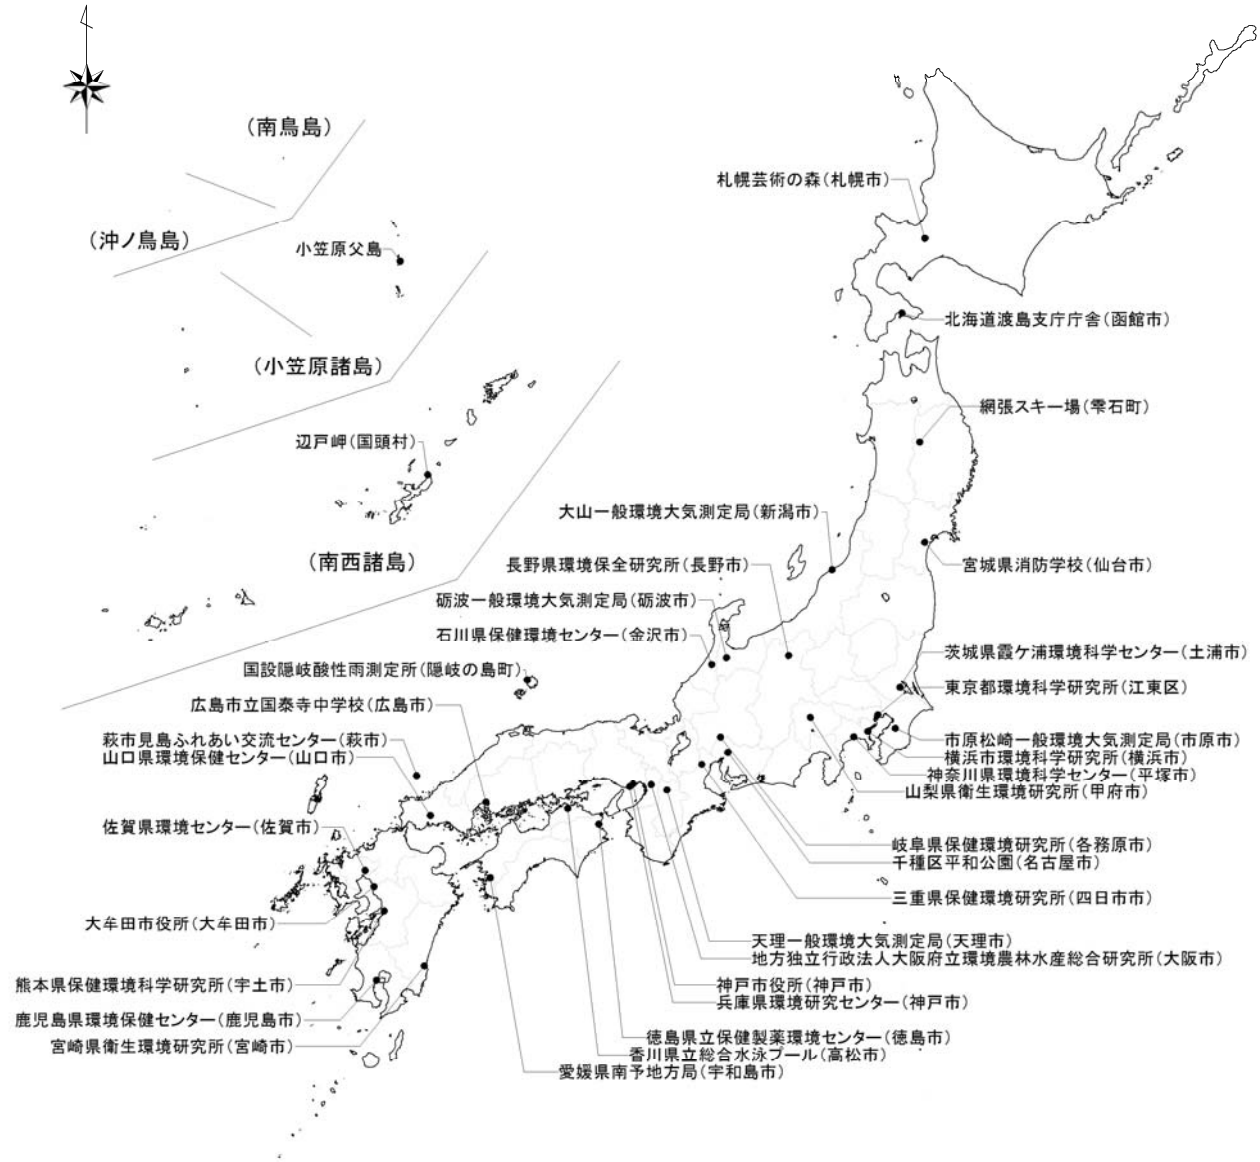 (南鳥島)
札幌芸術の森(札幌市)
(沖ノ鳥島)
小笠原父島
北海道渡島支庁庁舎(函館市)
(小笠原諸島)
網張スキー場(雫石町)
辺戸岬(国頭村)
大山一般環境大気測定局(新潟市)
(南西諸島)
長野県環境保全研究所(長野市)
宮城県消防学校(仙台市)
砺波一般環境大気測定局(砺波市)
石川県保健環境センター(金沢市)
茨城県霞ケ浦環境科学センター(土浦市)
国設隠岐酸性雨測定所(隠岐の島町)
東京都環境科学研究所(江東区)
広島市立国泰寺中学校(広島市)
萩市見島ふれあい交流センター(萩市)
市原松崎一般環境大気測定局(市原市)
山口県環境保健センター(山口市)
横浜市環境科学研究所(横浜市)
神奈川県環境科学センター(平塚市)
山梨県衛生環境研究所(甲府市)
佐賀県環境センター(佐賀市)
岐阜県保健環境研究所(各務原市)
千種区平和公園(名古屋市)
三重県保健環境研究所(四日市市)
大牟田市役所(大牟田市)
天理一般環境大気測定局(天理市)
地方独立行政法人大阪府立環境農林水産総合研究所(大阪市)
熊本県保健環境科学研究所(宇土市)
神戸市役所(神戸市)
兵庫県環境研究センター(神戸市)
鹿児島県環境保健センター(鹿児島市)
徳島県立保健製薬環境センター(徳島市)
宮崎県衛生環境研究所(宮崎市)
香川県立総合水泳プール(高松市)
愛媛県南予地方局(宇和島市)